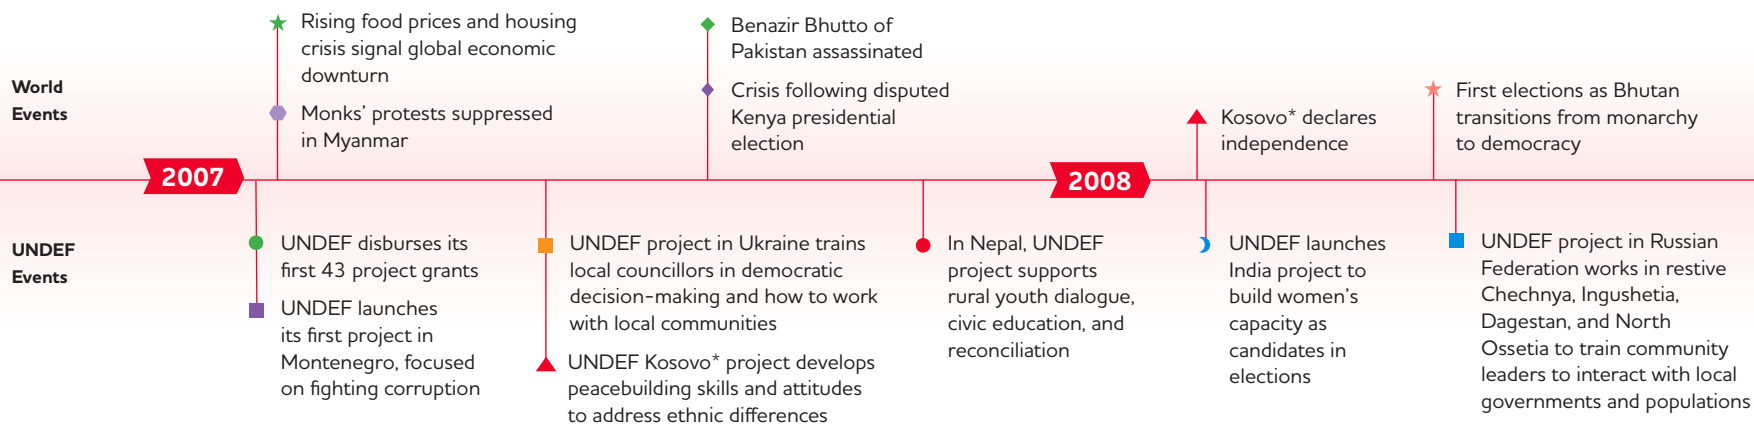 World
Events
Rising food prices and housing
crisis signal global economic
downturn
Monks’ protests suppressed
in Myanmar
Benazir Bhutto of
Pakistan assassinated
Crisis following disputed
Kenya presidential
election
Kosovo* declares
independence
First elections as Bhutan
transitions from monarchy
to democracy
2007
2008
UNDEF
Events
UNDEF disburses its
first 43 project grants
UNDEF launches
its first project in
Montenegro, focused
on fighting corruption
UNDEF project in Ukraine trains
local councillors in democratic
decision-making and how to work
with local communities
UNDEF Kosovo* project develops
peacebuilding skills and attitudes
to address ethnic differences
In Nepal, UNDEF
project supports
rural youth dialogue,
civic education, and
reconciliation
UNDEF launches
India project to
build women’s
capacity as
candidates in
elections
UNDEF project in Russian
Federation works in restive
Chechnya, Ingushetia,
Dagestan, and North
Ossetia to train community
leaders to interact with local
governments and populations